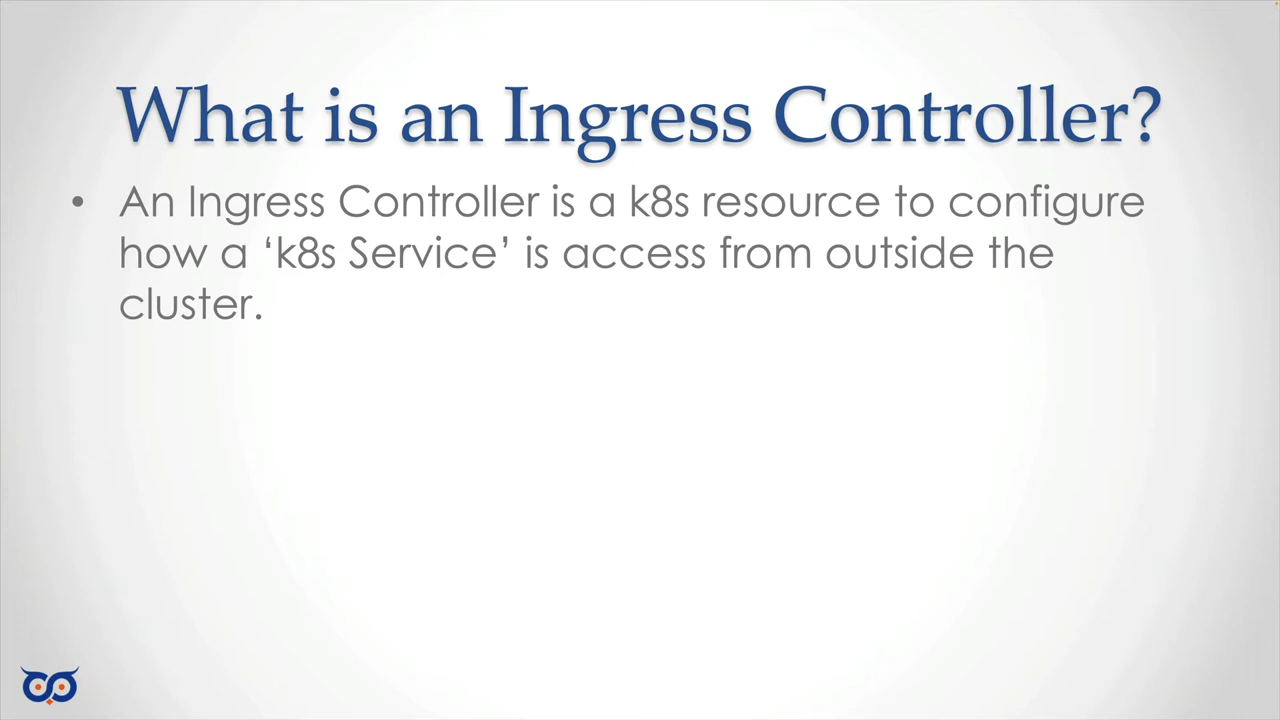 What is an Ingress Controller?
• An Ingress Controller is a k8s resource to configure
how a ‘k8s Service’ is access from outside the
cluster.